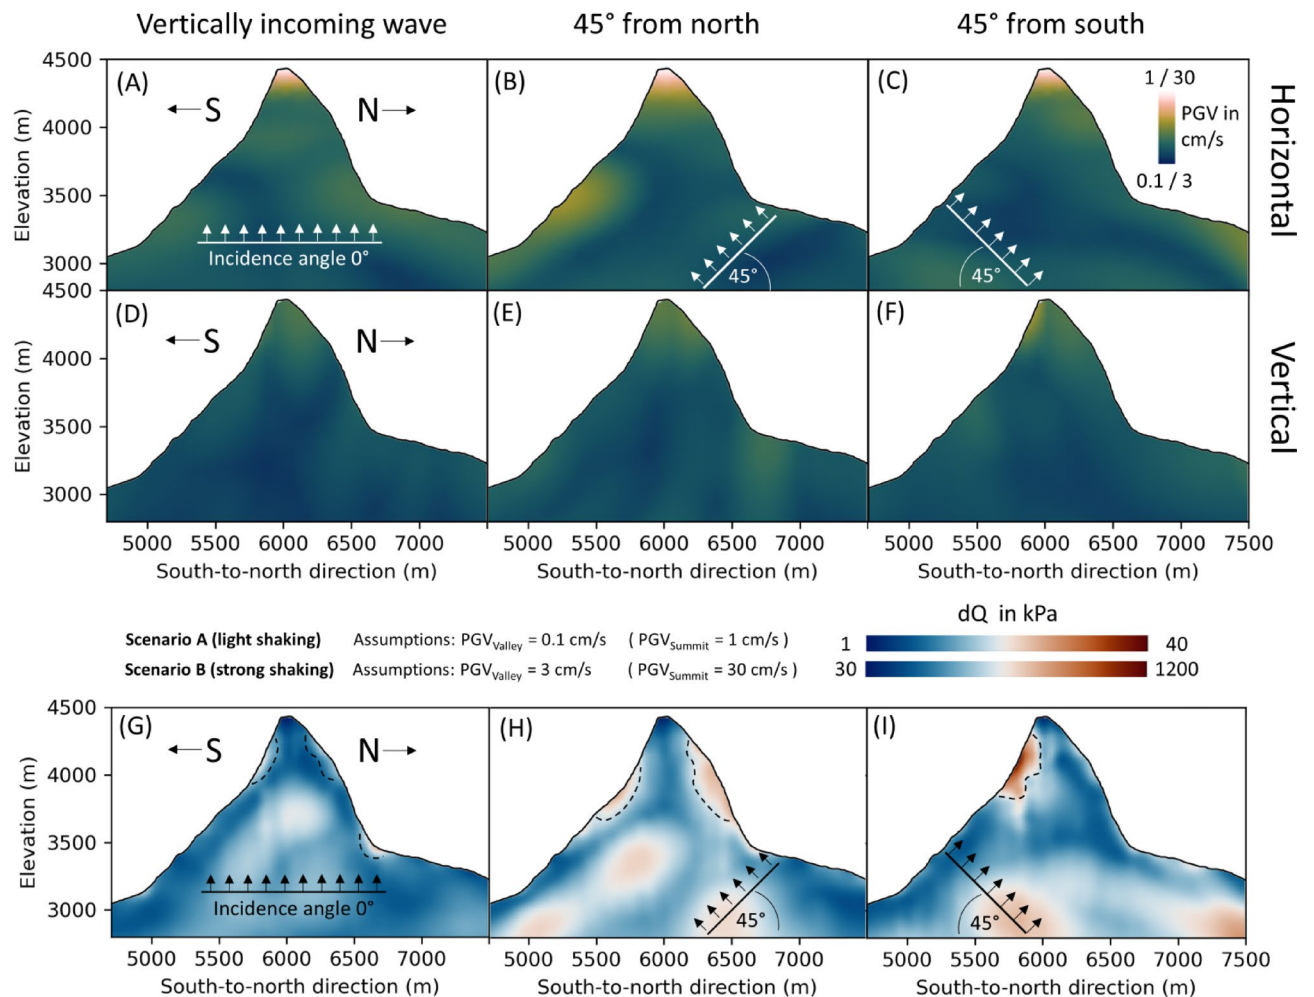 Vertically incoming wave 45° from north 45° from south
4500
4000
3500
3000
Elevation (m)
(A)
S
N
Incidence angle 0°
(B)
45°
(C)
45°
1 / 30
PGV in
cm/s
0.1 / 3
Horizontal
4500
4000
3500
3000
Elevation (m)
(D)
S
N
(E)
(F)
Vertical
5000 5500 6000 6500 7000 5000 5500 6000 6500 7000 5000 5500 6000 6500 7000 7500
South-to-north direction (m) South-to-north direction (m) South-to-north direction (m)
dQ in kPa
Scenario A (light shaking) Assumptions: PGVValley = 0.1 cm/s ( PGVSummit = 1 cm/s ) 1 40
Scenario B (strong shaking) Assumptions: PGVValley = 3 cm/s ( PGVSummit = 30 cm/s ) 30 1200
4500
4000
3500
3000
Elevation (m)
(G)
S
N
Incidence angle 0°
(H)
45°
(I)
45°
5000 5500 6000 6500 7000 5000 5500 6000 6500 7000 5000 5500 6000 6500 7000 7500
South-to-north direction (m) South-to-north direction (m) South-to-north direction (m)